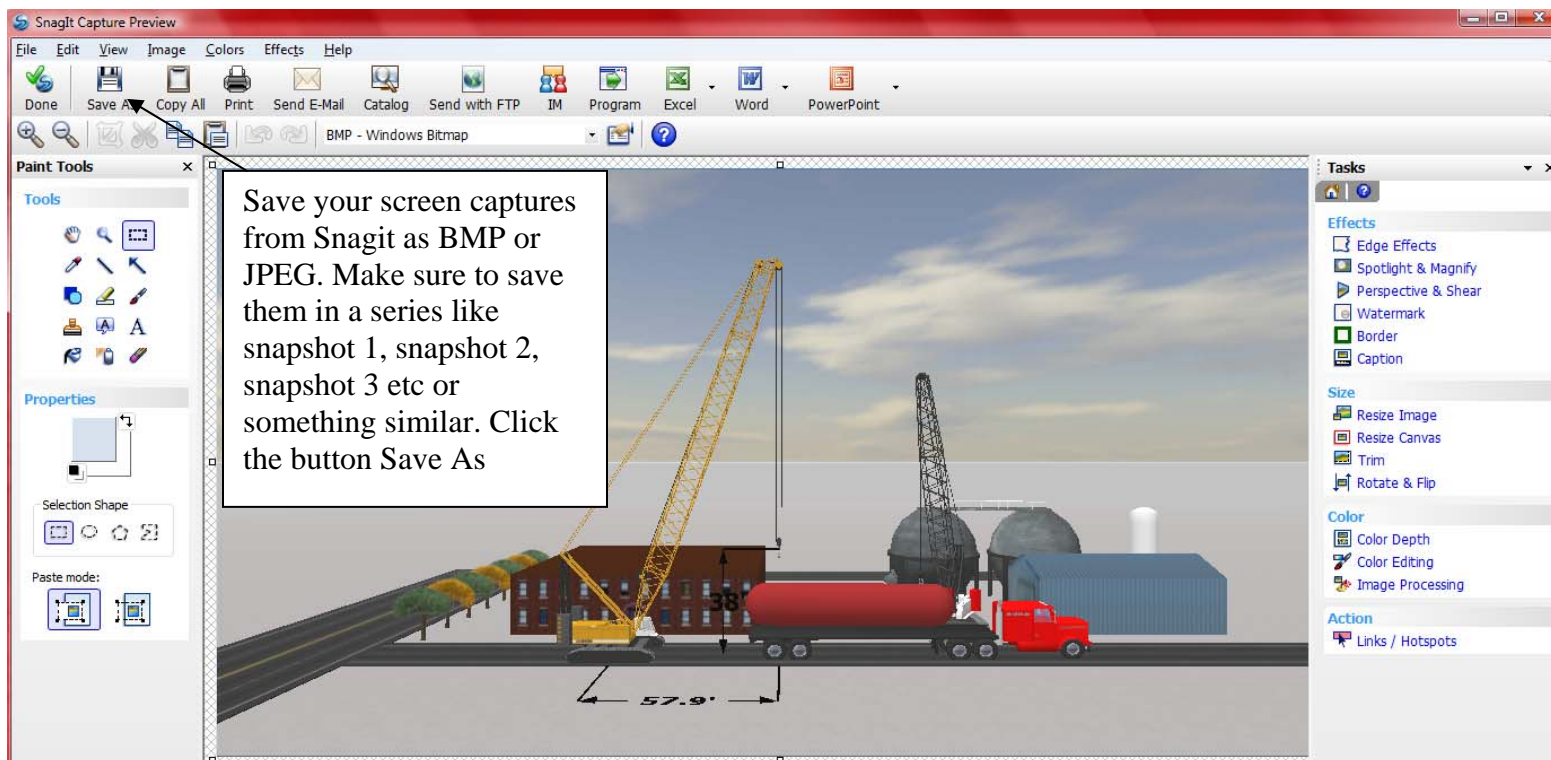 SnagIt Capture Preview
File Edit View Image Colors Effects Help
Done Save As Copy All Print Send E-Mail Catalog Send with FTP IM Program Excel Word PowerPoint
BMP - Windows Bitmap
Paint Tools
Tools
A
Properties
Selection Shape
Paste mode:
Save your screen captures
from Snagit as BMP or
JPEG. Make sure to save
them in a series like
snapshot 1, snapshot 2,
snapshot 3 etc or
something similar. Click
the button Save As
57.9'
Tasks
Effects
Edge Effects
Spotlight & Magnify
Perspective & Shear
Watermark
Border
Caption
Size
Resize Image
Resize Canvas
Trim
Rotate & Flip
Color
Color Depth
Color Editing
Image Processing
Action
Links / Hotspots